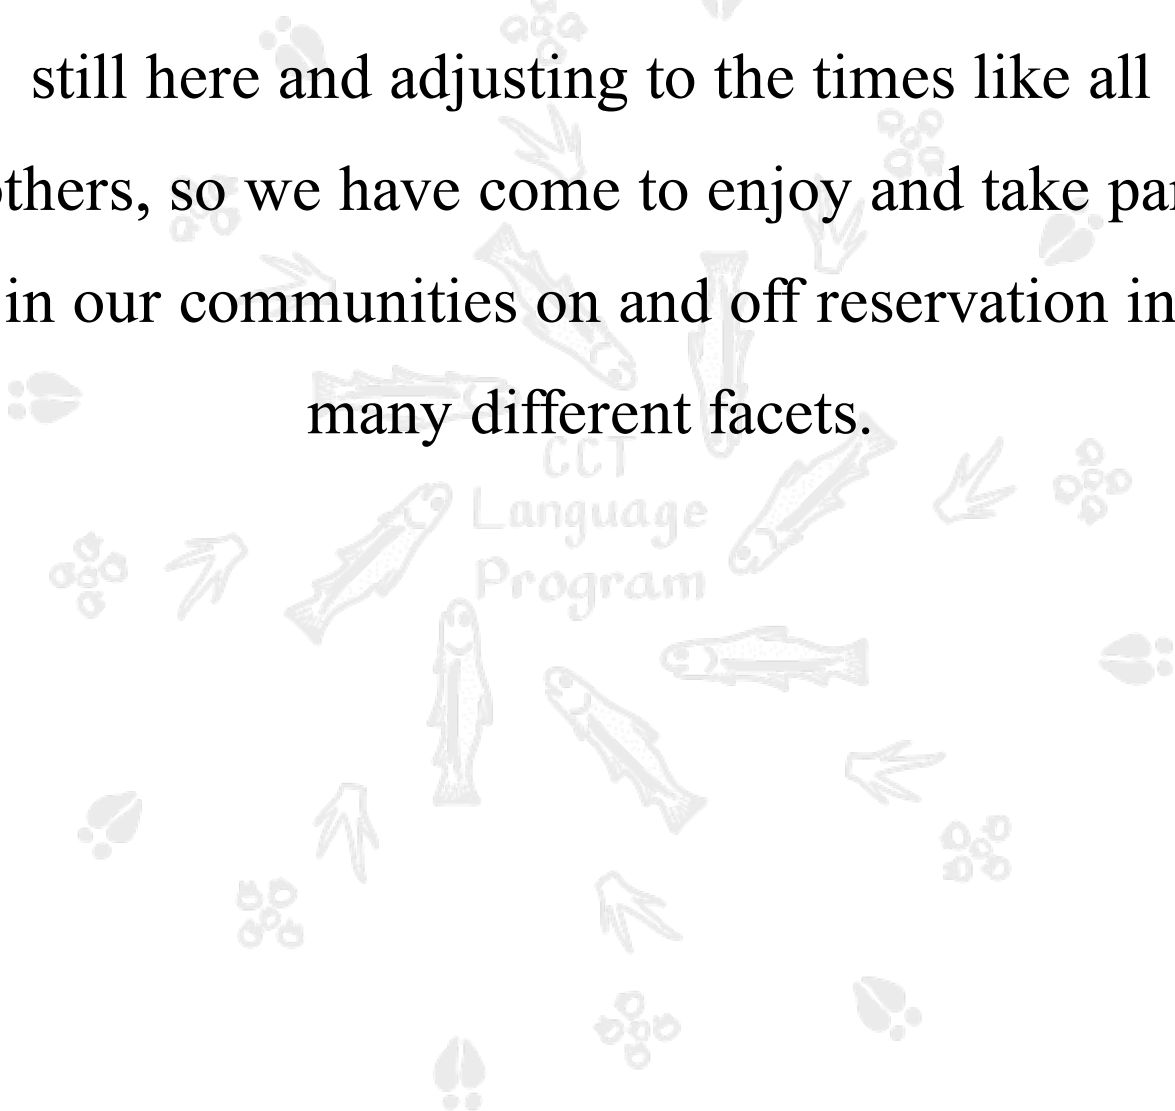 still here and adjusting to the times like all
others, so we have come to enjoy and take par
in our communities on and off reservation in
many different facets.
CCT
Language
Program